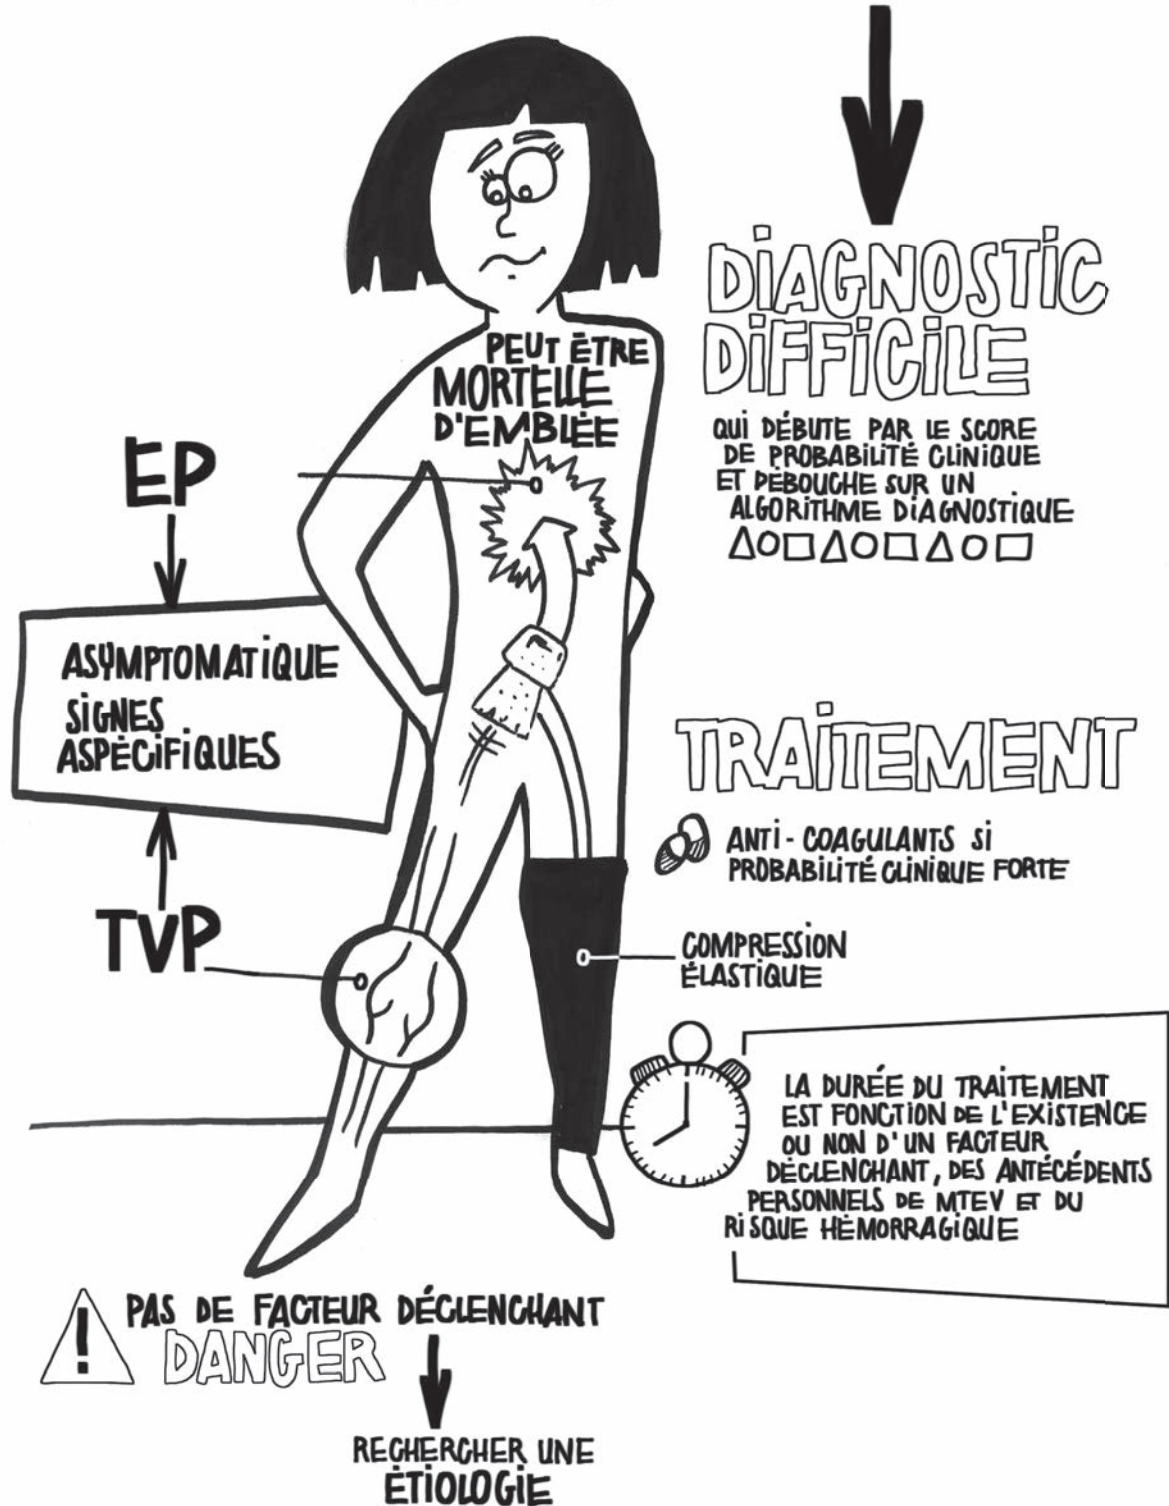 DIAGNOSTIC
DIFFICILE
QUI DÉBUTE PAR LE SCORE
DE PROBABILITÉ CLINIQUE
ET DÉBOUCHE SUR UN
ALGORITHME DIAGNOSTIQUE
PEUT ÊTRE
MORTELLE
D'EMBLÉE
EP
ASYMPTOMATIQUE
SIGNES
ASPÉCIFIQUES
TVP
TRAITEMENT
ANTI-COAGULANTS SI
PROBABILITÉ CLINIQUE FORTE
COMPRESSION
ÉLASTIQUE
LA DURÉE DU TRAITEMENT
EST FONCTION DE L'EXISTENCE
OU NON D'UN FACTEUR
DÉCLENCHANT, DES ANTÉCÉDENTS
PERSONNELS DE MTEV ET DU
RISQUE HÉMORRAGIQUE
! PAS DE FACTEUR DÉCLENCHANT
DANGER
RECHERCHER UNE
ÉTIOLOGIE